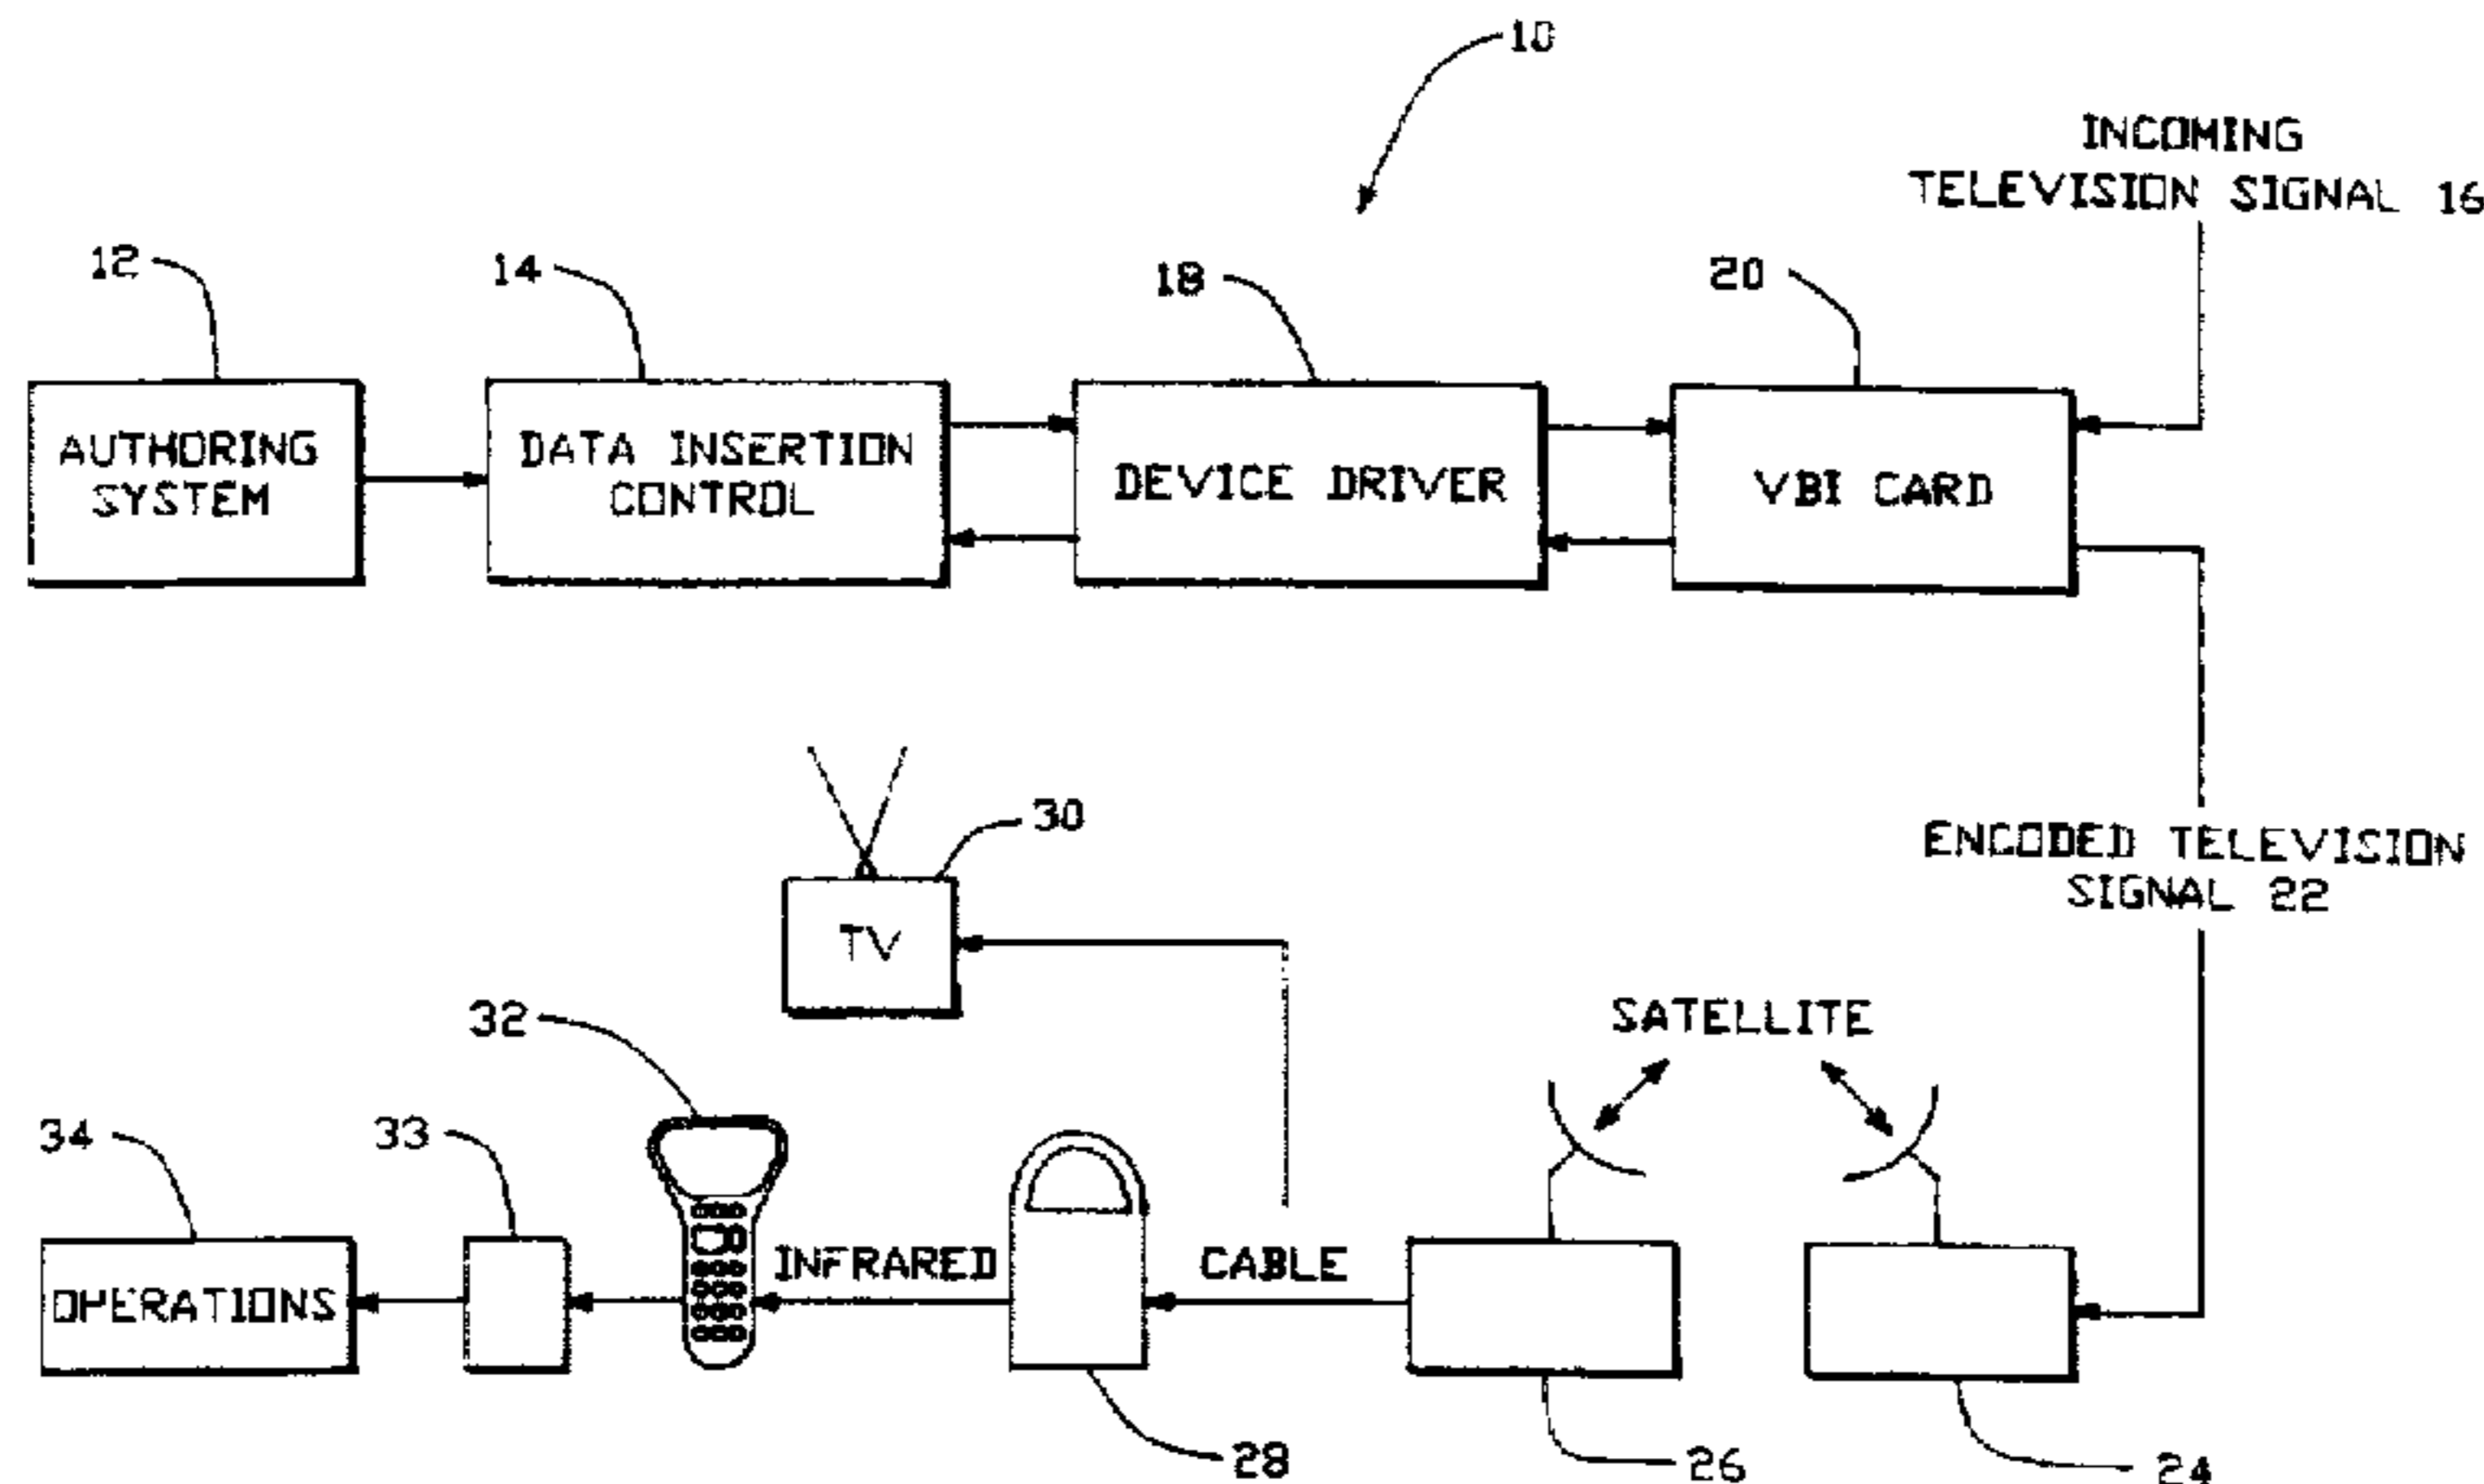 10
INCOMING
TELEVISION SIGNAL 16
12
14
18
20
AUTHORING
SYSTEM
DATA INSERTION
CONTROL
DEVICE DRIVER
VBI CARD
30
ENCODED TELEVISION
SIGNAL 22
TV
32
SATELLITE
34
33
INFRARED
CABLE
OPERATIONS
28
26
24